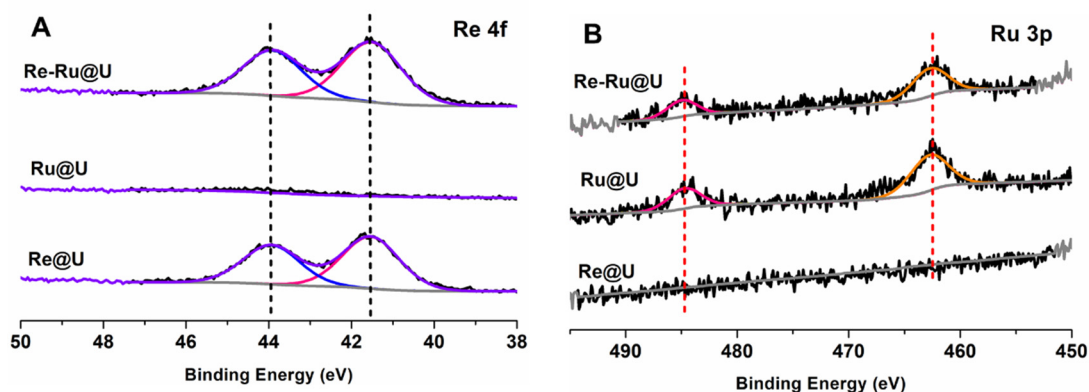 A
Re 4f
Re-Ru@U
Ru@U
Re@U
50 48 46 44 42 40 38
Binding Energy (eV)
B
Ru 3p
Re-Ru@U
Ru@U
Re@U
490 480 470 460 450
Binding Energy (eV)